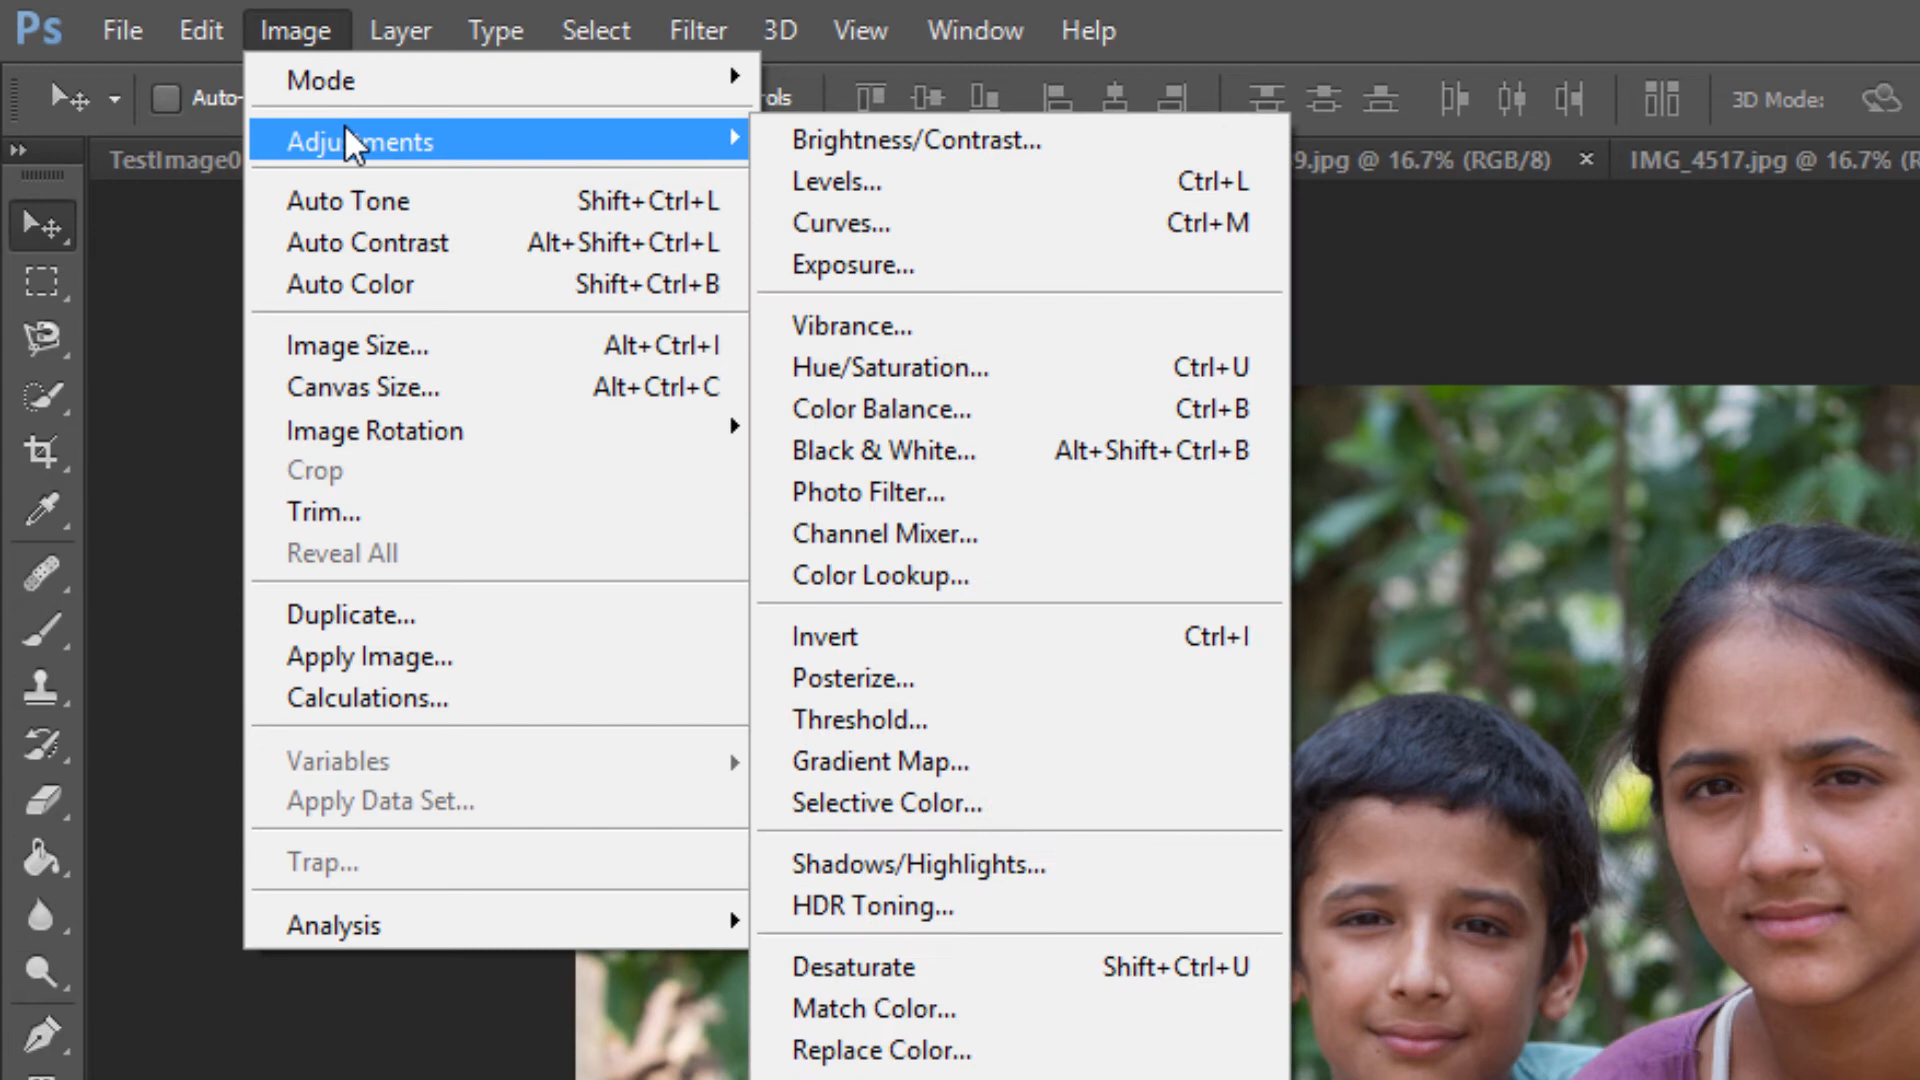 Ps File Edit Image Layer Type Select Filter 3D View Window Help
Auto- ols 3D Mode:
TestImage0 9.jpg @ 16.7% (RGB/8) × IMG_4517.jpg @ 16.7% (R
Mode
Adjustments
Auto Tone Shift+Ctrl+L
Auto Contrast Alt+Shift+Ctrl+L
Auto Color Shift+Ctrl+B
Image Size... Alt+Ctrl+I
Canvas Size... Alt+Ctrl+C
Image Rotation
Crop
Trim...
Reveal All
Duplicate...
Apply Image...
Calculations...
Variables
Apply Data Set...
Trap...
Analysis
Brightness/Contrast...
Levels... Ctrl+L
Curves... Ctrl+M
Exposure...
Vibrance...
Hue/Saturation... Ctrl+U
Color Balance... Ctrl+B
Black & White... Alt+Shift+Ctrl+B
Photo Filter...
Channel Mixer...
Color Lookup...
Invert Ctrl+I
Posterize...
Threshold...
Gradient Map...
Selective Color...
Shadows/Highlights...
HDR Toning...
Desaturate Shift+Ctrl+U
Match Color...
Replace Color...